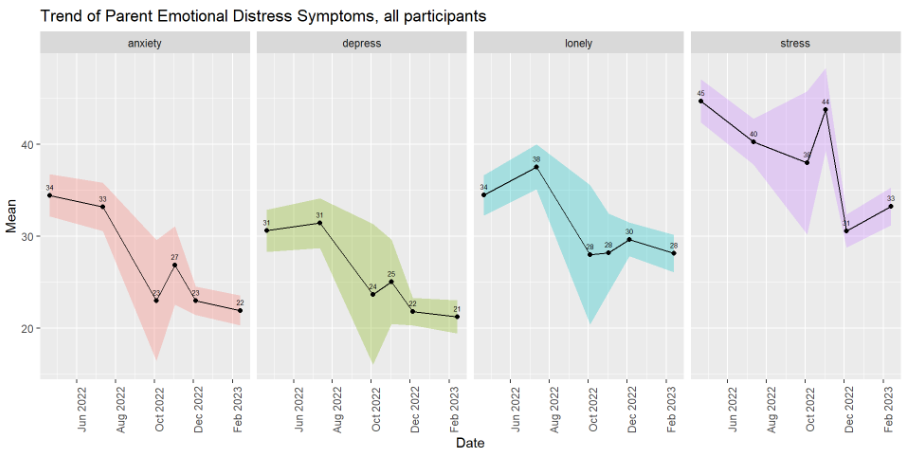 Trend of Parent Emotional Distress Symptoms, all participants
anxiety
depress
lonely
stress
Mean
40
30
20
34
33
23
27
23
22
31
31
24
25
22
21
34
38
28
28
30
28
45
40
38
44
31
33
Jun 2022
Aug 2022
Oct 2022
Dec 2022
Feb 2023
Jun 2022
Aug 2022
Oct 2022
Dec 2022
Feb 2023
Jun 2022
Aug 2022
Oct 2022
Dec 2022
Feb 2023
Jun 2022
Aug 2022
Oct 2022
Dec 2022
Feb 2023
Date